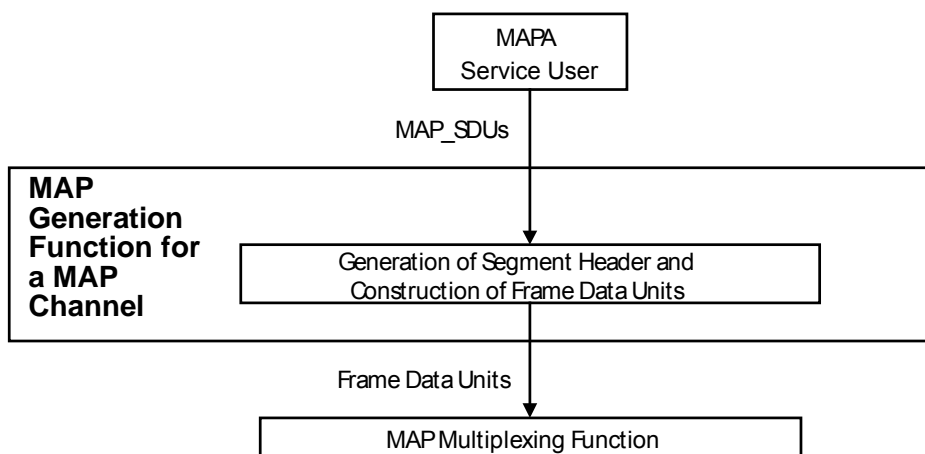 MAPA
Service User
MAP_SDUs
MAP
Generation
Function for
a MAP
Channel
Generation of Segment Header and
Construction of Frame Data Units
Frame Data Units
MAP Multiplexing Function